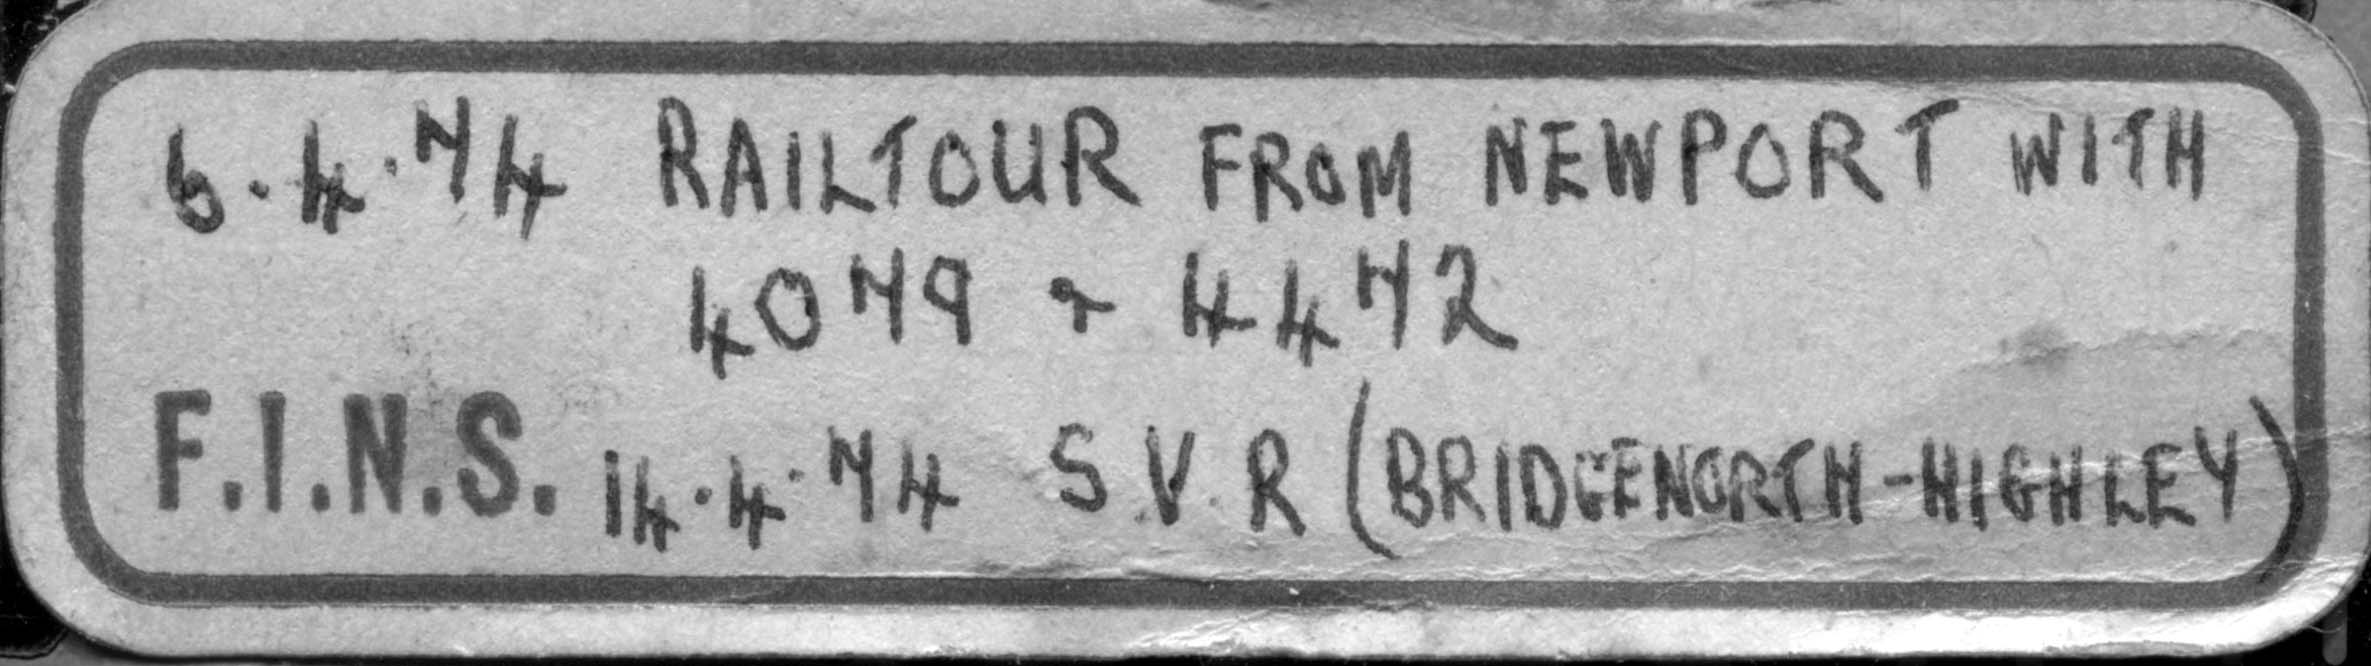 6.4.74 RAILTOUR FROM NEWPORT WITH
4079 & 4472
F.I.N.S. 14.4.74 S V R (BRIDGENORTH-HIGHLEY)